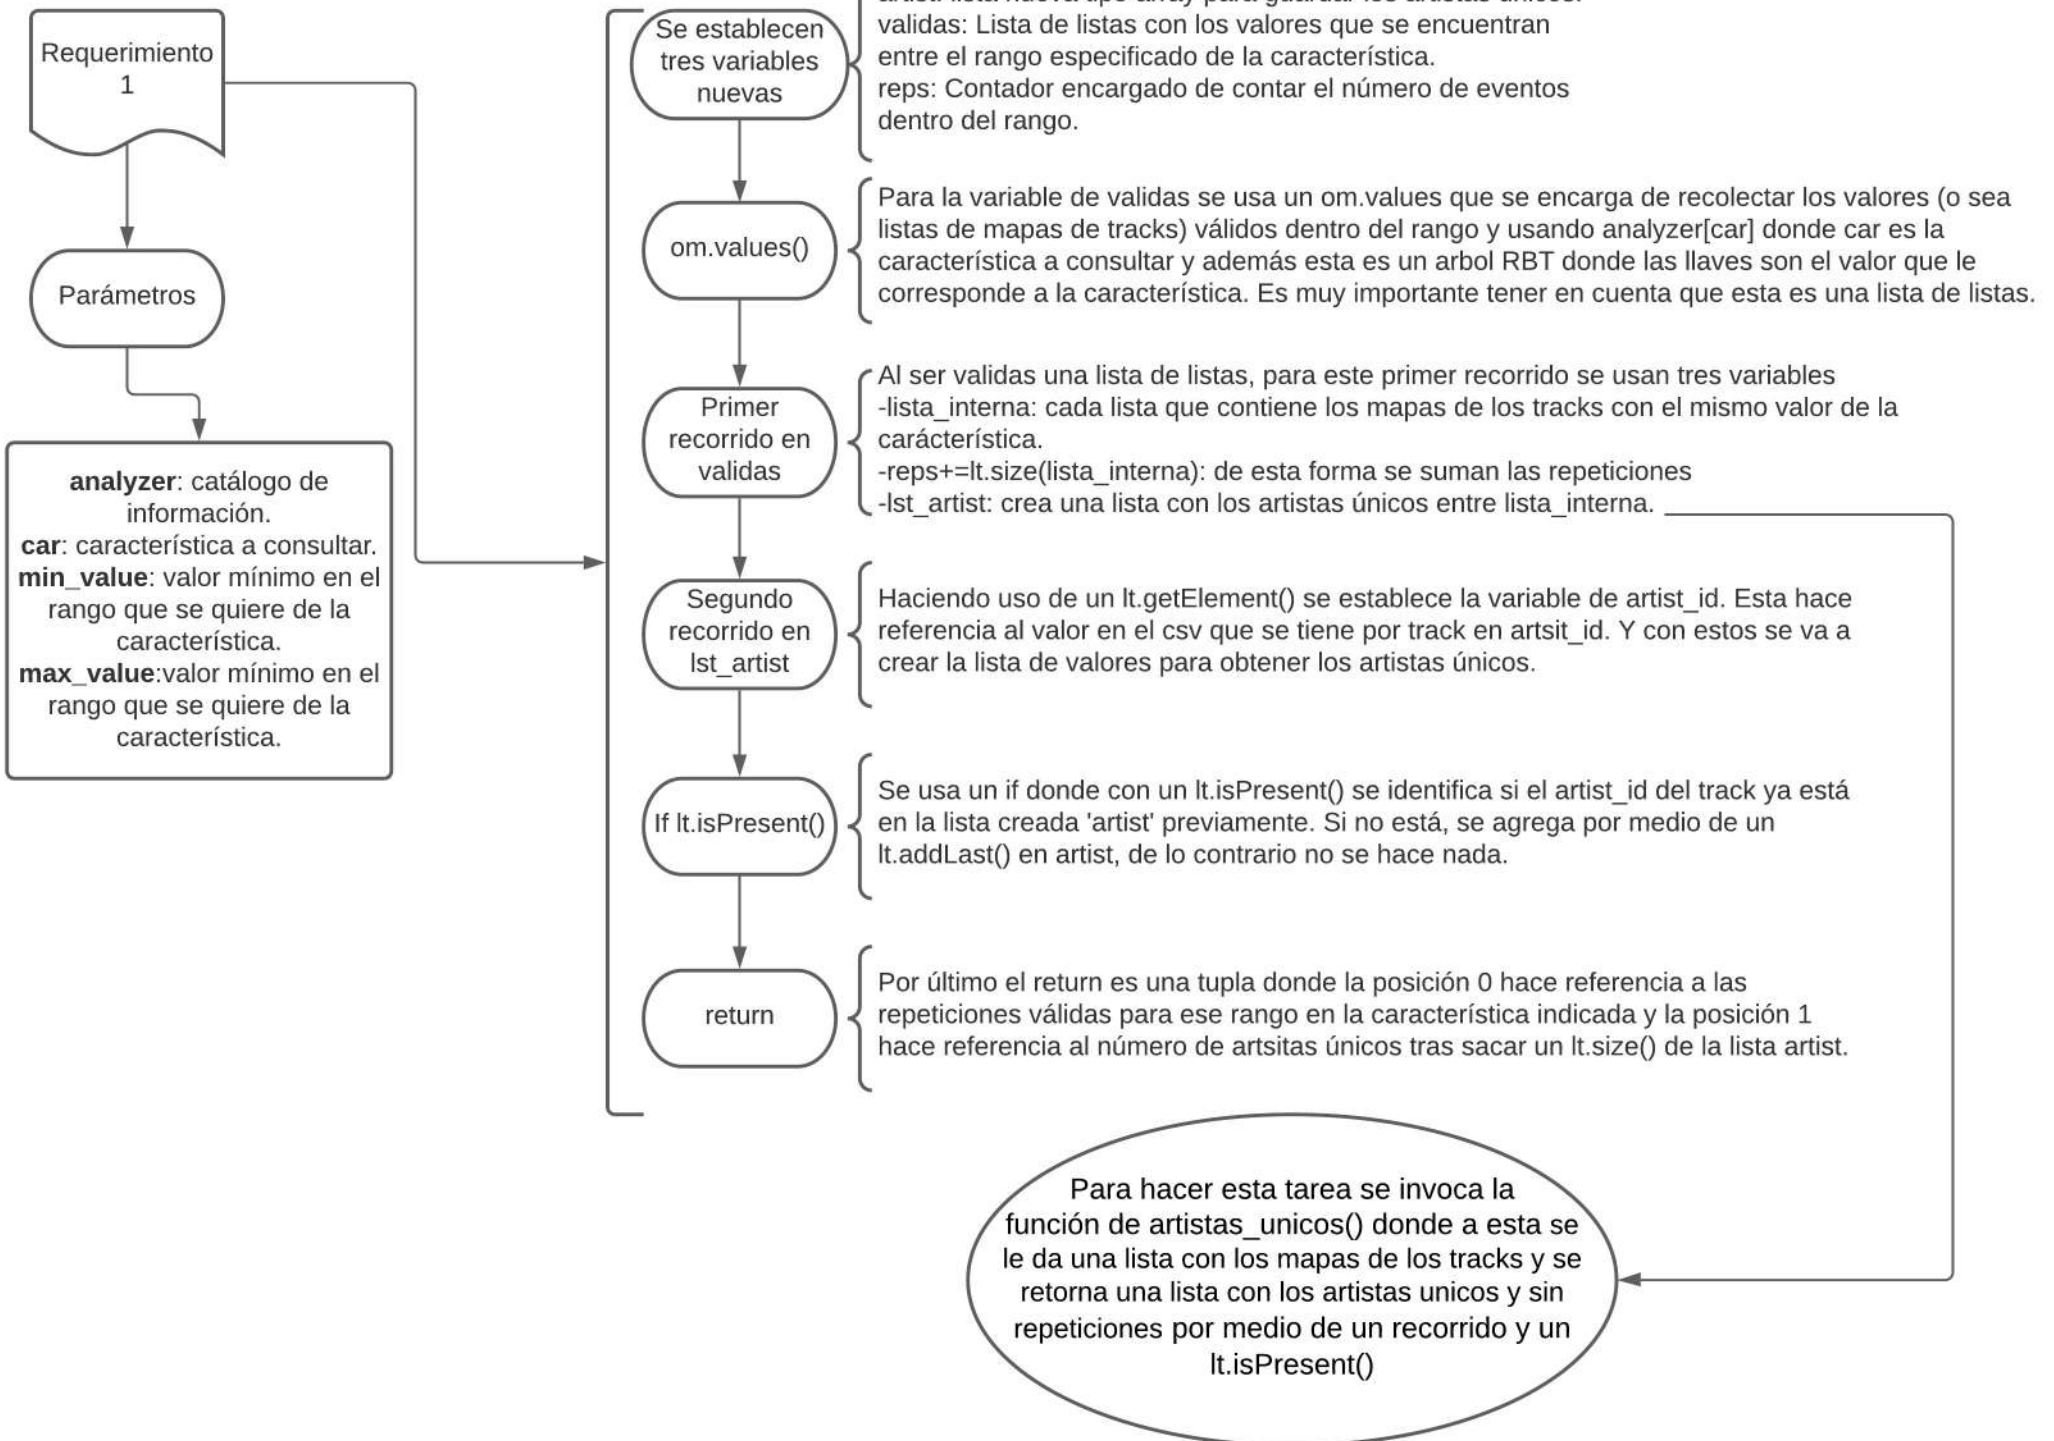 Requerimiento
1
Parámetros
analyzer: catálogo de
información.
car: característica a consultar.
min_value: valor mínimo en el
rango que se quiere de la
característica.
max_value:valor mínimo en el
rango que se quiere de la
característica.
Se establecen
tres variables
nuevas
validas: Lista de listas con los valores que se encuentran
entre el rango especificado de la característica.
reps: Contador encargado de contar el número de eventos
dentro del rango.
om.values()
Para la variable de validas se usa un om.values que se encarga de recolectar los valores (o sea
listas de mapas de tracks) válidos dentro del rango y usando analyzer[car] donde car es la
característica a consultar y además esta es un arbol RBT donde las llaves son el valor que le
corresponde a la característica. Es muy importante tener en cuenta que esta es una lista de listas.
Primer
recorrido en
validas
Al ser validas una lista de listas, para este primer recorrido se usan tres variables
-lista_interna: cada lista que contiene los mapas de los tracks con el mismo valor de la
carácterística.
-reps+=lt.size(lista_interna): de esta forma se suman las repeticiones
-lst_artist: crea una lista con los artistas únicos entre lista_interna.
Segundo
recorrido en
lst_artist
Haciendo uso de un lt.getElement() se establece la variable de artist_id. Esta hace
referencia al valor en el csv que se tiene por track en artsit_id. Y con estos se va a
crear la lista de valores para obtener los artistas únicos.
If lt.isPresent()
Se usa un if donde con un lt.isPresent() se identifica si el artist_id del track ya está
en la lista creada 'artist' previamente. Si no está, se agrega por medio de un
lt.addLast() en artist, de lo contrario no se hace nada.
return
Por último el return es una tupla donde la posición 0 hace referencia a las
repeticiones válidas para ese rango en la característica indicada y la posición 1
hace referencia al número de artsitas únicos tras sacar un lt.size() de la lista artist.
Para hacer esta tarea se invoca la
función de artistas_unicos() donde a esta se
le da una lista con los mapas de los tracks y se
retorna una lista con los artistas unicos y sin
repeticiones por medio de un recorrido y un
lt.isPresent()